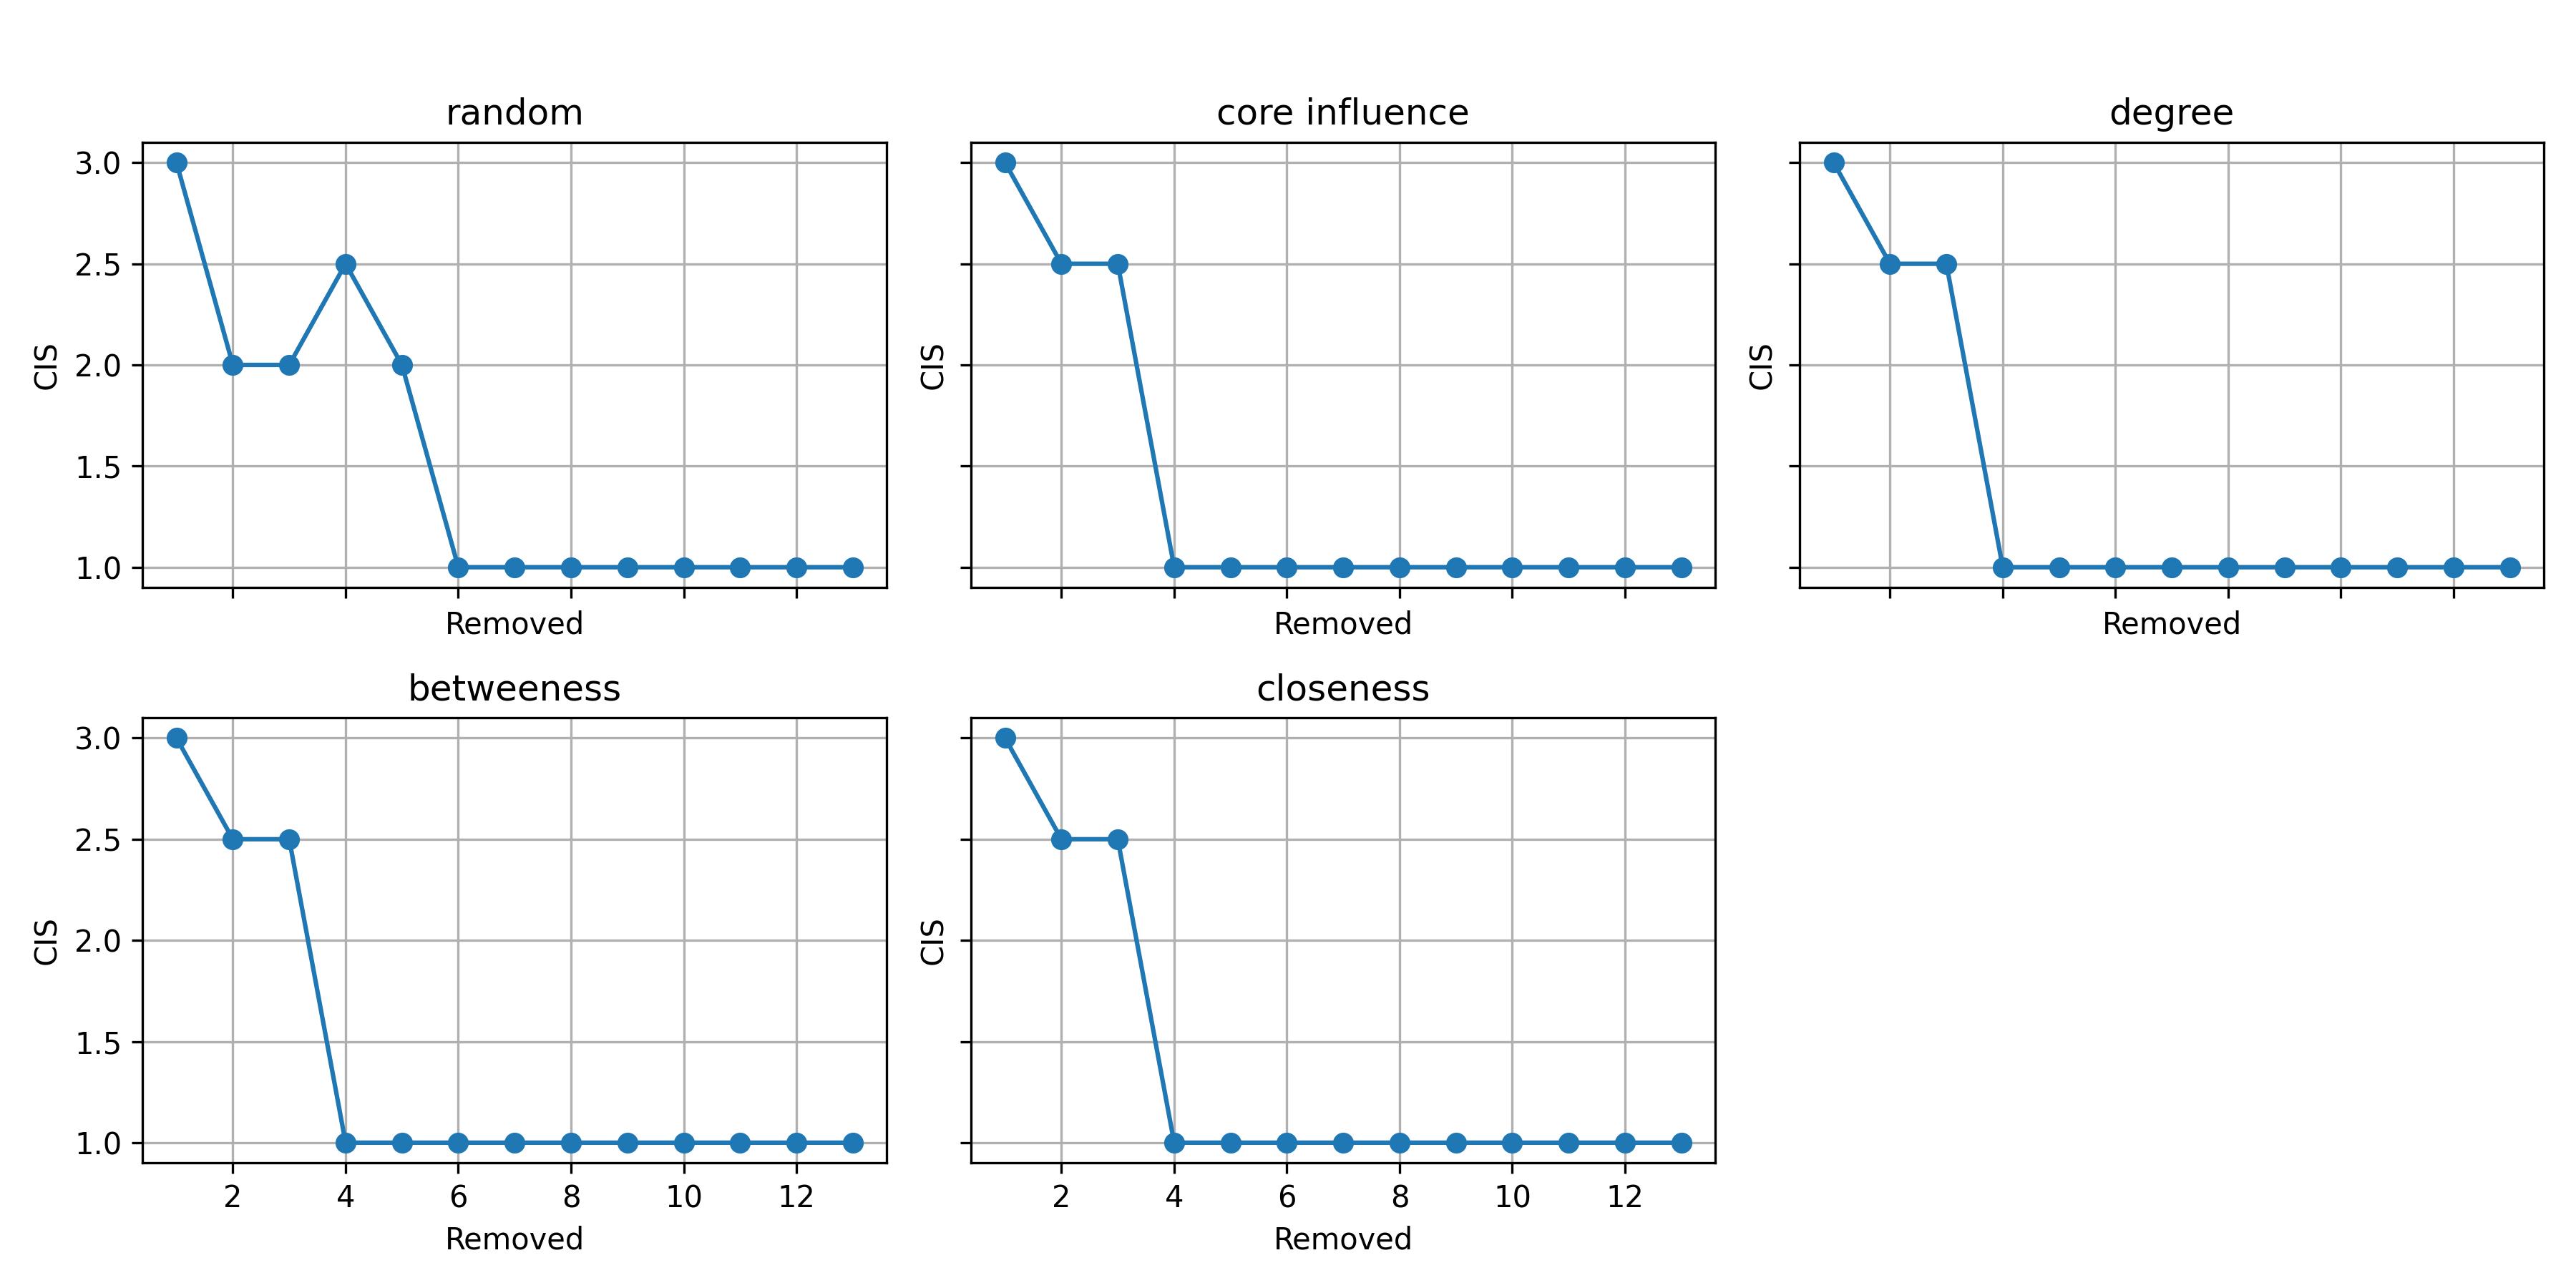 random
core influence
degree
3.0
2.5
2.0
1.5
1.0
CIS
CIS
CIS
Removed
Removed
Removed
betweeness
closeness
3.0
2.5
2.0
1.5
1.0
CIS
CIS
2 4 6 8 10 12
2 4 6 8 10 12
Removed
Removed